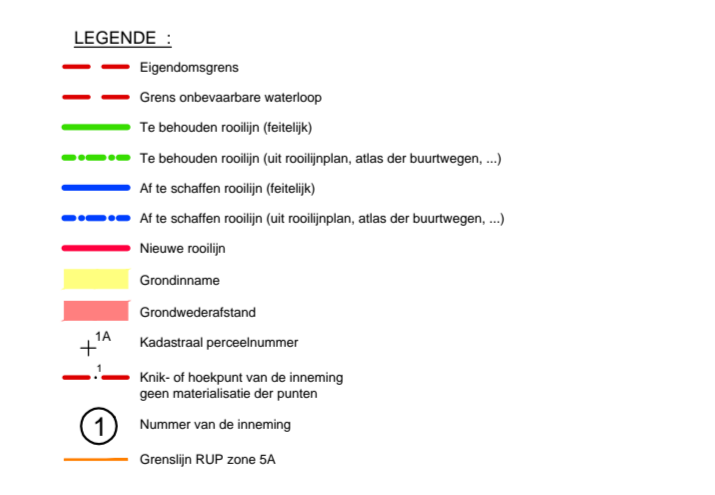 LEGENDE :
Eigendomsgrens
Grens onbevaarbare waterloop
Te behouden rooilijn (feitelijk)
Te behouden rooilijn (uit rooilijnplan, atlas der buurtwegen, ...)
Af te schaffen rooilijn (feitelijk)
Af te schaffen rooilijn (uit rooilijnplan, atlas der buurtwegen, ...)
Nieuwe rooilijn
Grondinname
Grondwederafstand
1A Kadastraal perceelnummer
1 Knik- of hoekpunt van de inneming
geen materialisatie der punten
1 Nummer van de inneming
Grenslijn RUP zone 5A